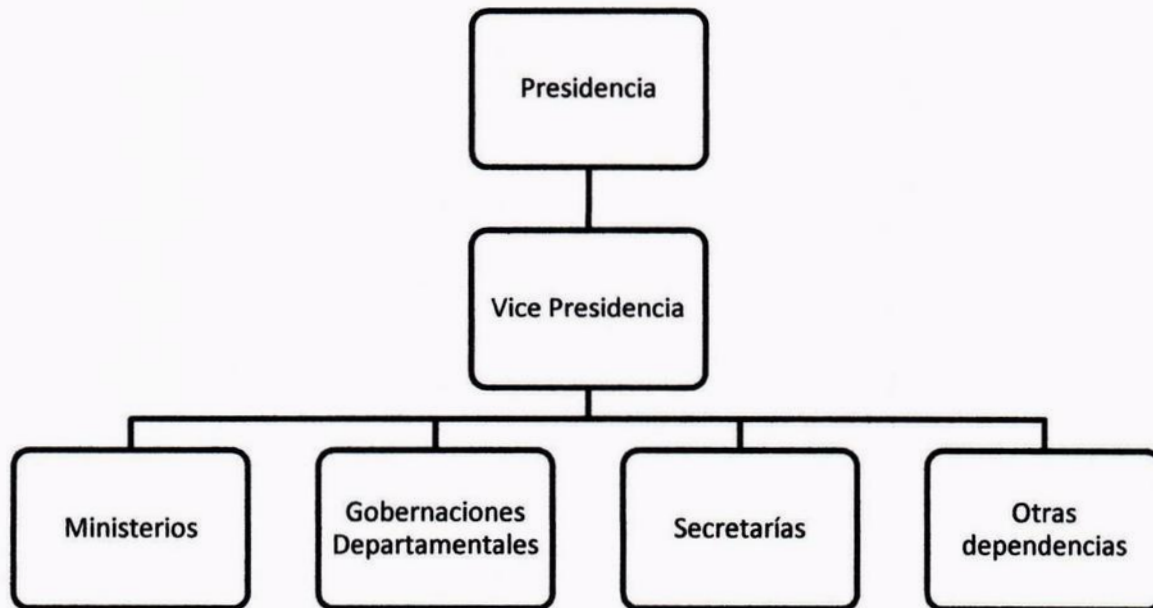 Presidencia
Vice Presidencia
Ministerios
Gobernaciones
Departamentales
Secretarías
Otras
dependencias